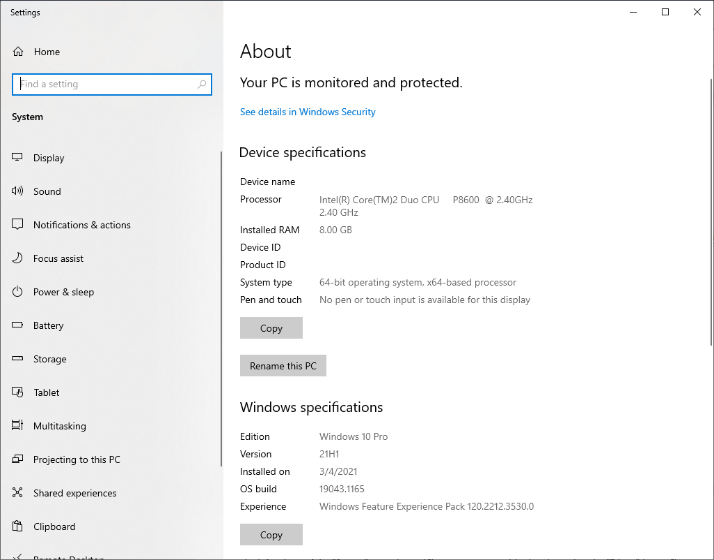 Settings
Home
Find a setting
System
Display
Sound
Notifications & actions
Focus assist
Power & sleep
Battery
Storage
Tablet
Multitasking
Projecting to this PC
Shared experiences
Clipboard
Remote Desktop
About
Your PC is monitored and protected.
See details in Windows Security
Device specifications
Device name
Processor Intel(R) Core(TM)2 Duo CPU P8600 @ 2.40GHz
2.40 GHz
Installed RAM 8.00 GB
Device ID
Product ID
System type 64-bit operating system, x64-based processor
Pen and touch No pen or touch input is available for this display
Copy
Rename this PC
Windows specifications
Edition Windows 10 Pro
Version 21H1
Installed on 3/4/2021
OS build 19043.1165
Experience Windows Feature Experience Pack 120.2212.3530.0
Copy